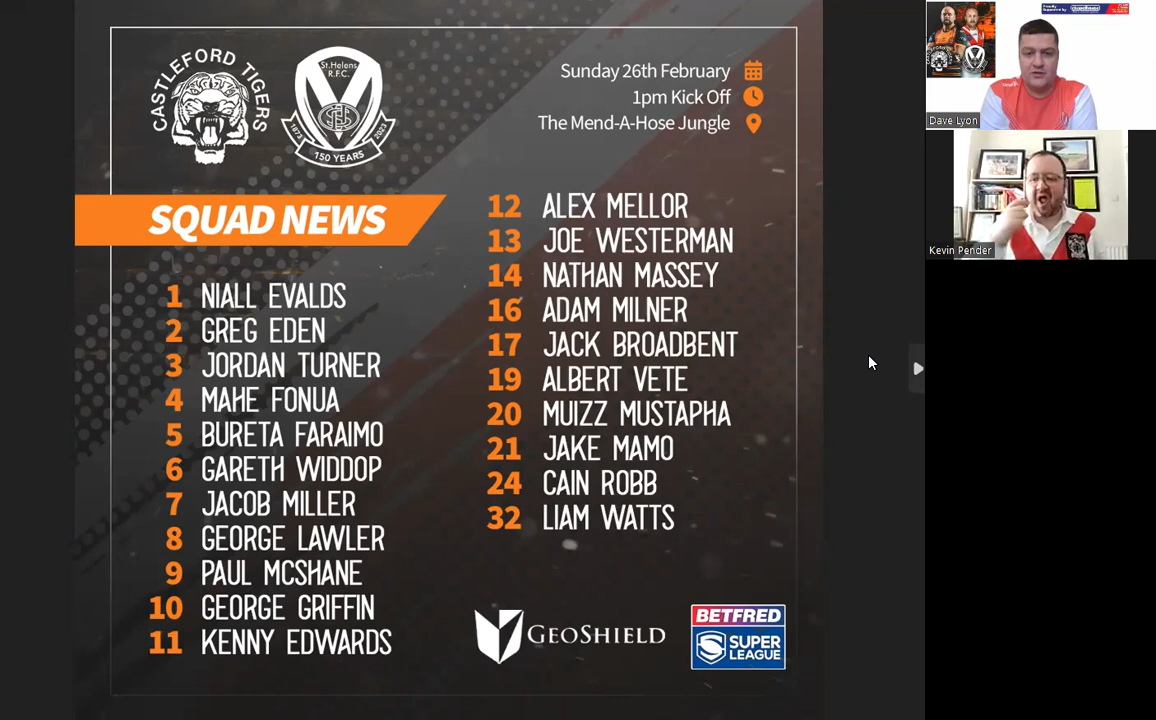 CASTLEFORD TIGERS
St.Helens
R.F.C.
1873
2023
150 YEARS
Sunday 26th February
1pm Kick Off
The Mend-A-Hose Jungle
SQUAD NEWS
1 NIALL EVALDS
2 GREG EDEN
3 JORDAN TURNER
4 MAHE FONUA
5 BURETA FARAIMO
6 GARETH WIDDOP
7 JACOB MILLER
8 GEORGE LAWLER
9 PAUL MCSHANE
10 GEORGE GRIFFIN
11 KENNY EDWARDS
12 ALEX MELLOR
13 JOE WESTERMAN
14 NATHAN MASSEY
16 ADAM MILNER
17 JACK BROADBENT
19 ALBERT VETE
20 MUIZZ MUSTAPHA
21 JAKE MAMO
24 CAIN ROBB
32 LIAM WATTS
GEOSHIELD
BETFRED
SUPER
LEAGUE
Dave Lyon
Kevin Pender